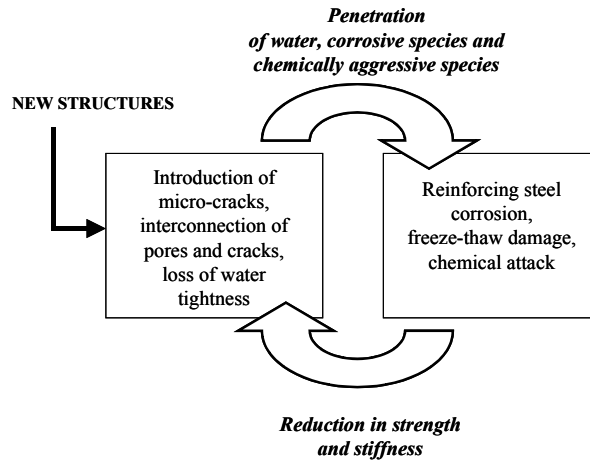 Penetration
of water, corrosive species and
chemically aggressive species
NEW STRUCTURES
Introduction of
micro-cracks,
interconnection of
pores and cracks,
loss of water
tightness
Reinforcing steel
corrosion,
freeze-thaw damage,
chemical attack
Reduction in strength
and stiffness